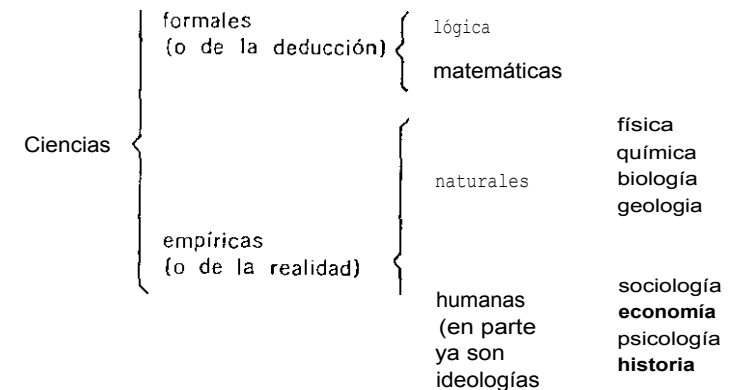 formales
(o de la deducción)
lógica
matemáticas
Ciencias
física
química
naturales
biología
geologia
empíricas
(o de la realidad)
humanas
(en parte
ya son
ideologías
sociología
economía
psicología
historia